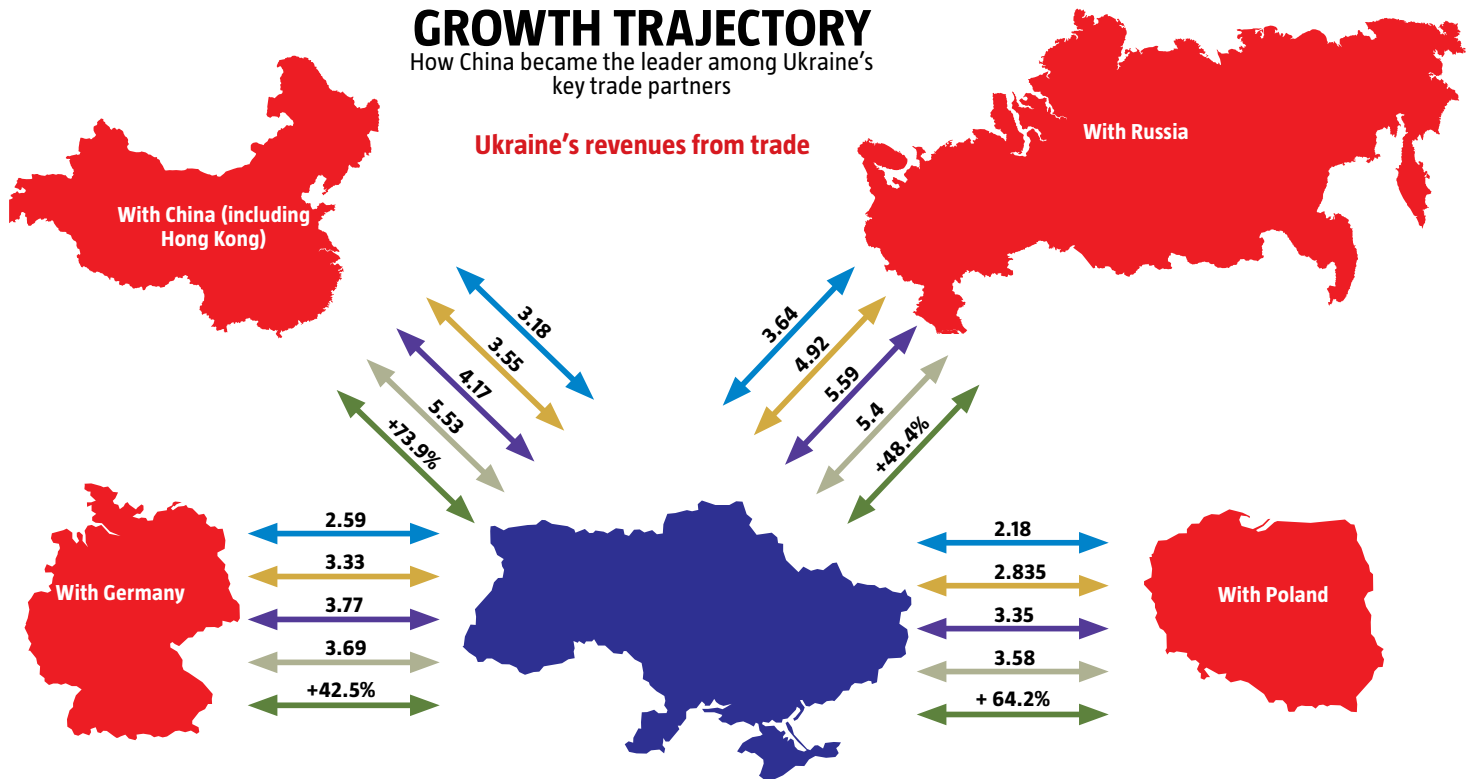 GROWTH TRAJECTORY
How China became the leader among Ukraine’s
key trade partners
Ukraine’s revenues from trade
With China (including
Hong Kong)
3.18
3.55
4.17
5.53
+73.9%
With Russia
3.64
4.92
5.59
5.4
+48.4%
With Germany
2.59
3.33
3.77
3.69
+42.5%
With Poland
2.18
2.835
3.35
3.58
+ 64.2%